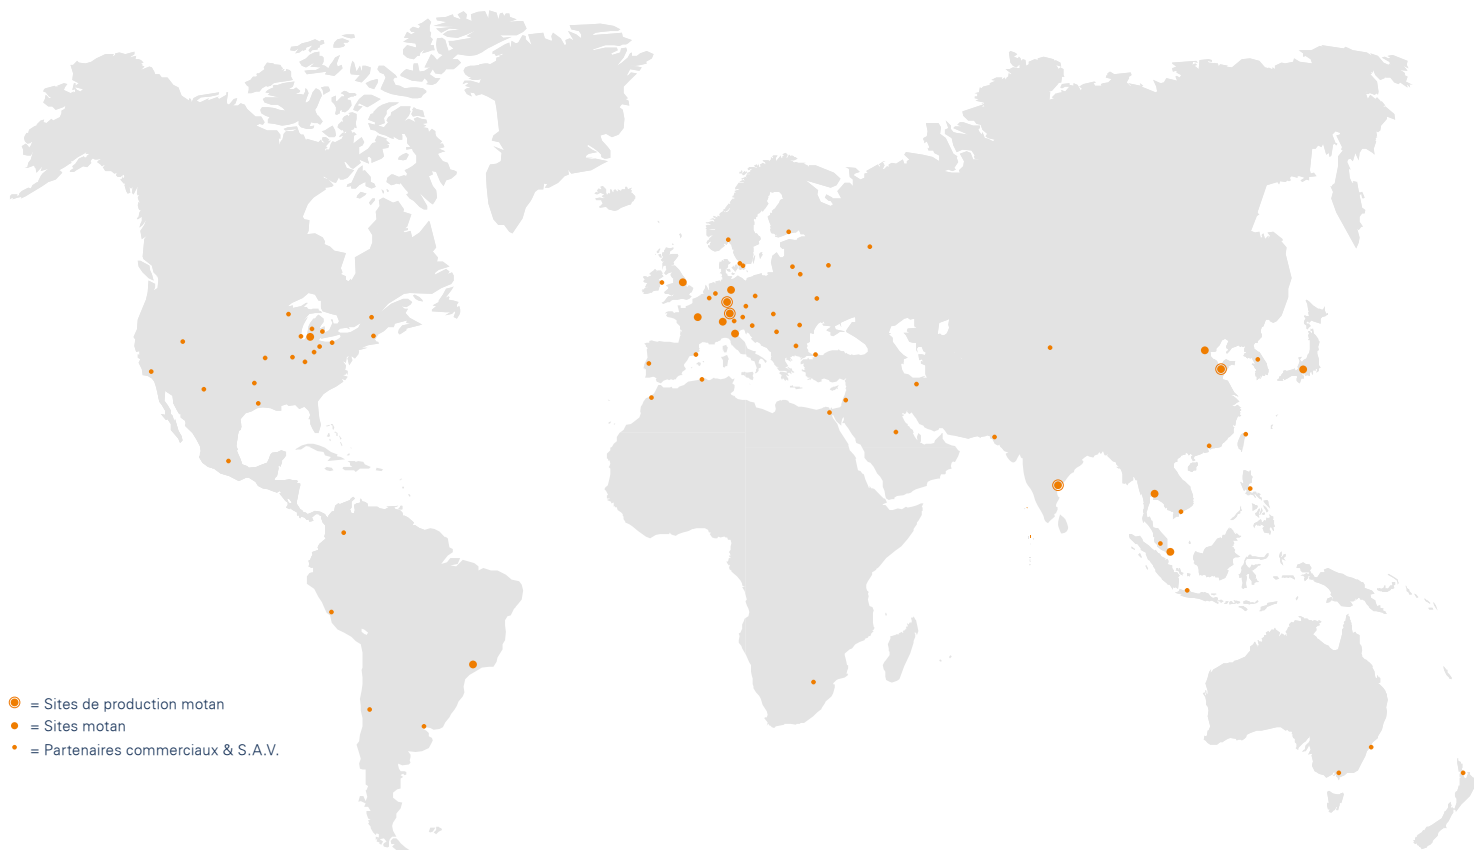 = Sites de production motan
= Sites motan
= Partenaires commerciaux & S.A.V.